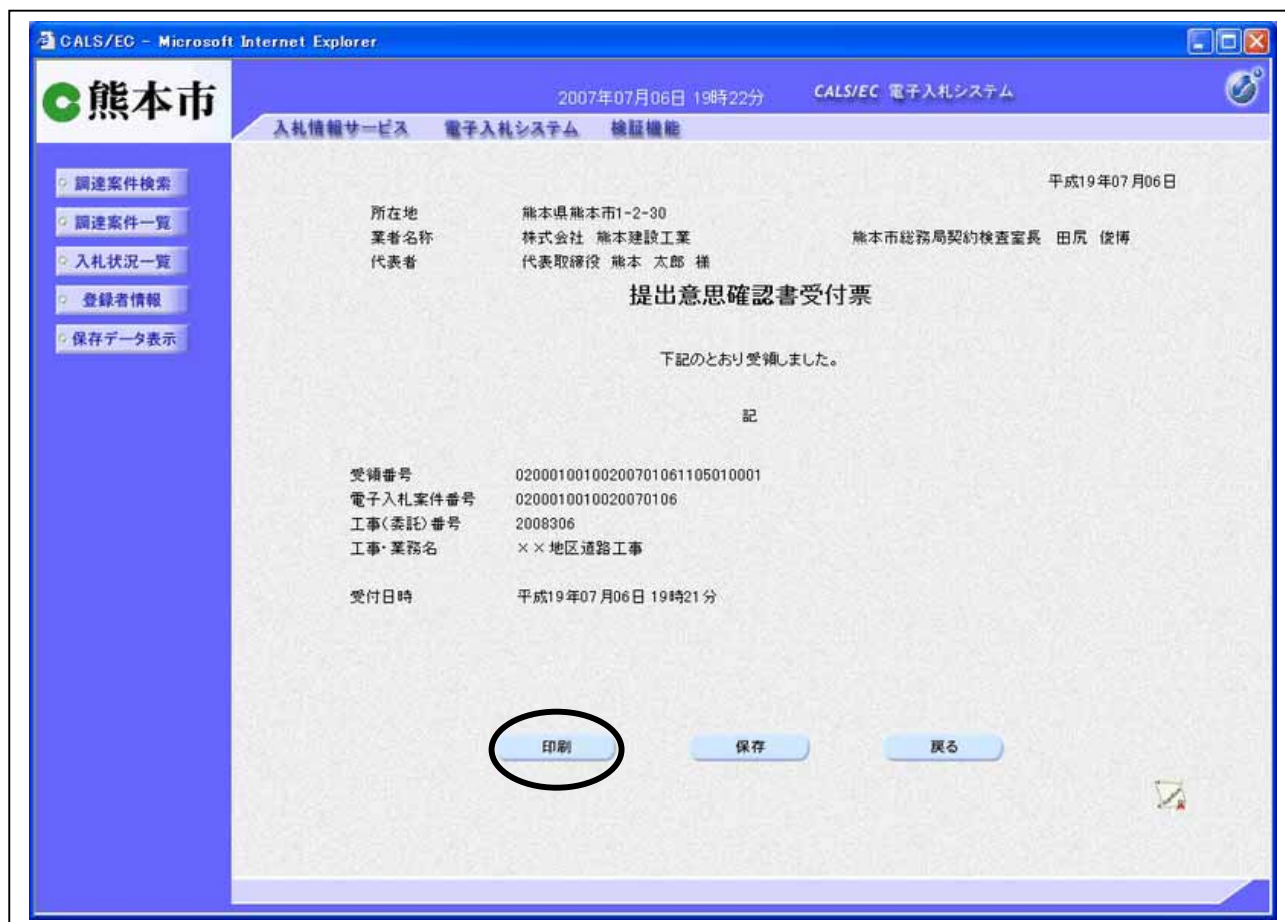 CALS/EC - Microsoft Internet Explorer
熊本市
2007年07月06日 19時22分 CALS/EC 電子入札システム
入札情報サービス 電子入札システム 検証機能
調達案件検索
調達案件一覧
入札状況一覧
登録者情報
保存データ表示
平成19年07月06日
所在地 熊本県熊本市1-2-30
業者名称 株式会社 熊本建設工業 熊本市総務局契約検査室長 田尻 俊博
代表者 代表取締役 熊本 太郎 様
提出意思確認書受付票
下記のとおり受領しました。
記
受領番号 02000100100200701061105010001
電子入札案件番号 0200010010020070106
工事(委託)番号 2008306
工事・業務名 ××地区道路工事
受付日時 平成19年07月06日 19時21分
印刷 保存 戻る